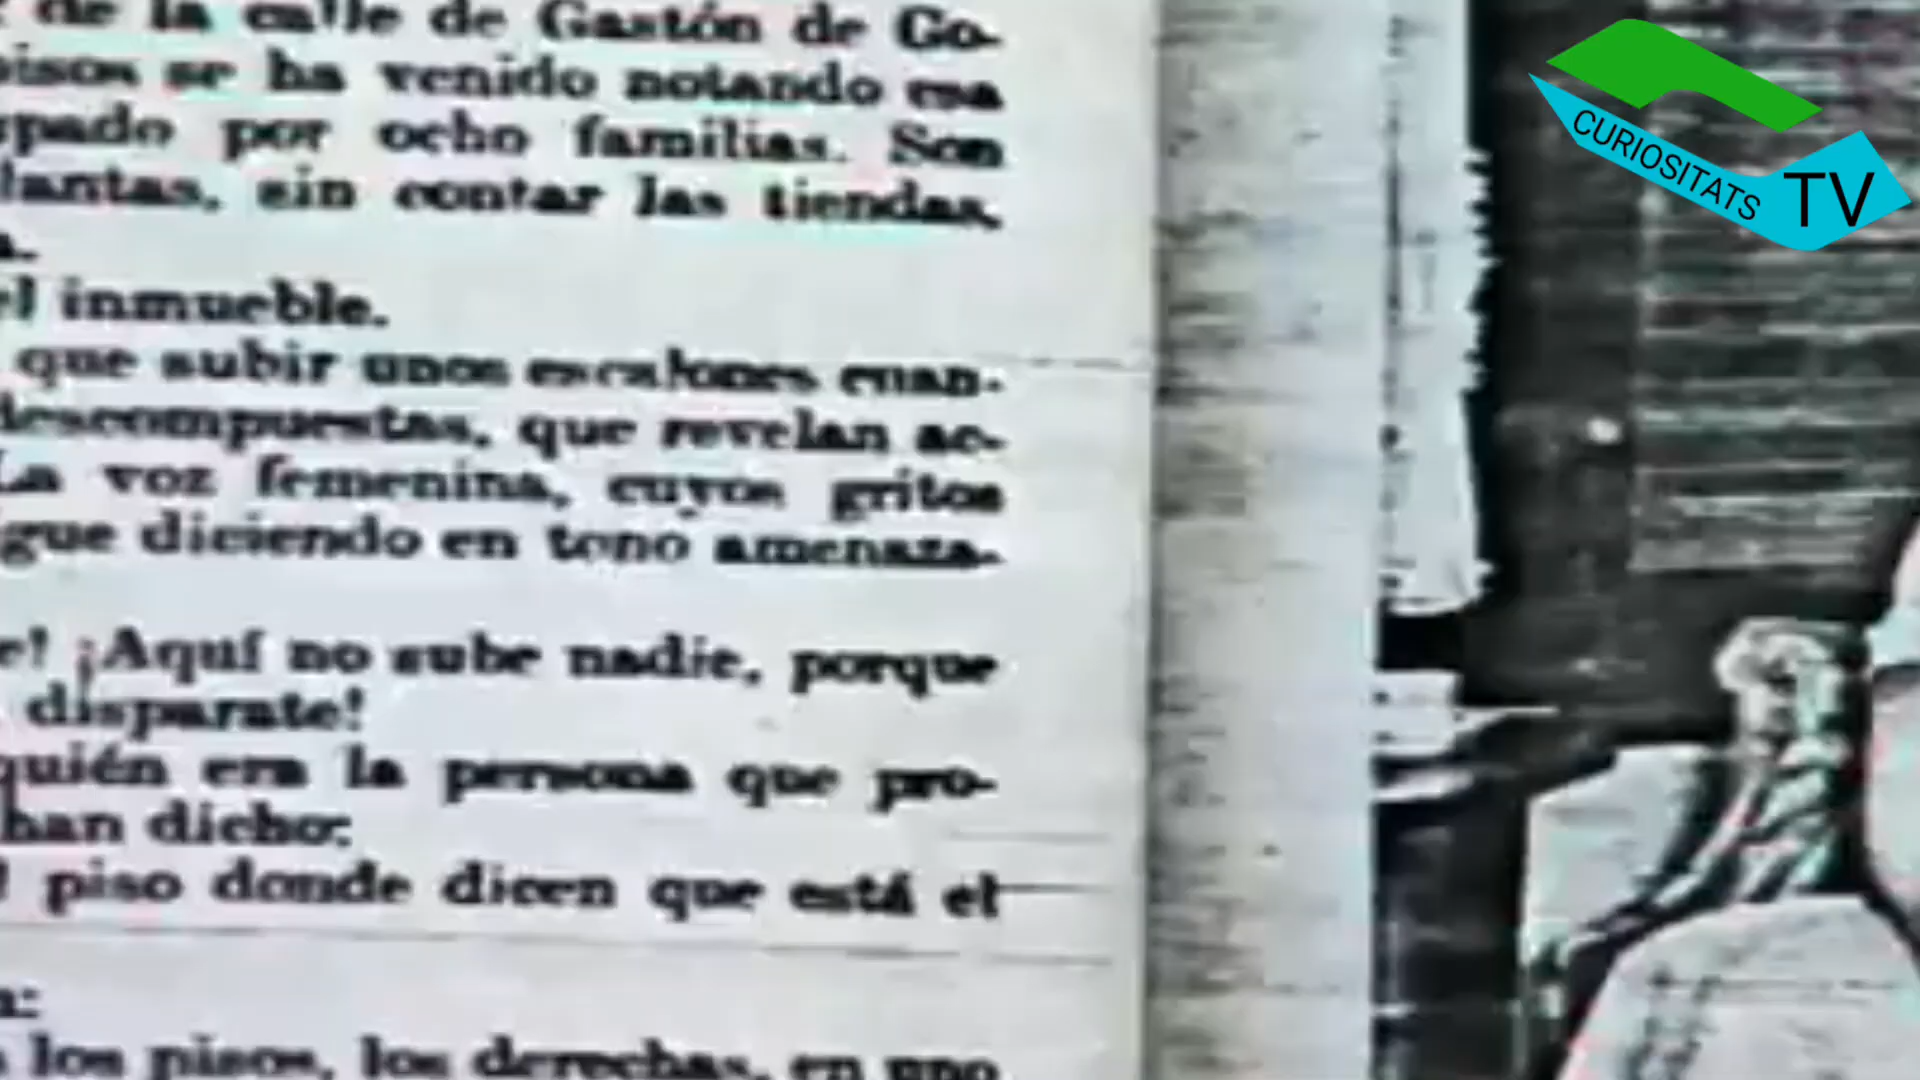 de la calle de Gastón de Go-
pisos se ha venido notando esa
upado por ocho familias. Son
lantas, sin contar las tiendas,
a.
el inmueble.
que subir unos escalones cuan-
descompuestas, que revelan ac-
La voz femenina, cuyos gritos
gue diciendo en tono amenaza-
e! ¡Aquí no sube nadie, porque
disparate!
quién era la persona que pro-
han dicho:
l piso donde dicen que está el
a:
los pisos, los derechas, en uno
CURIOSITATS
TV